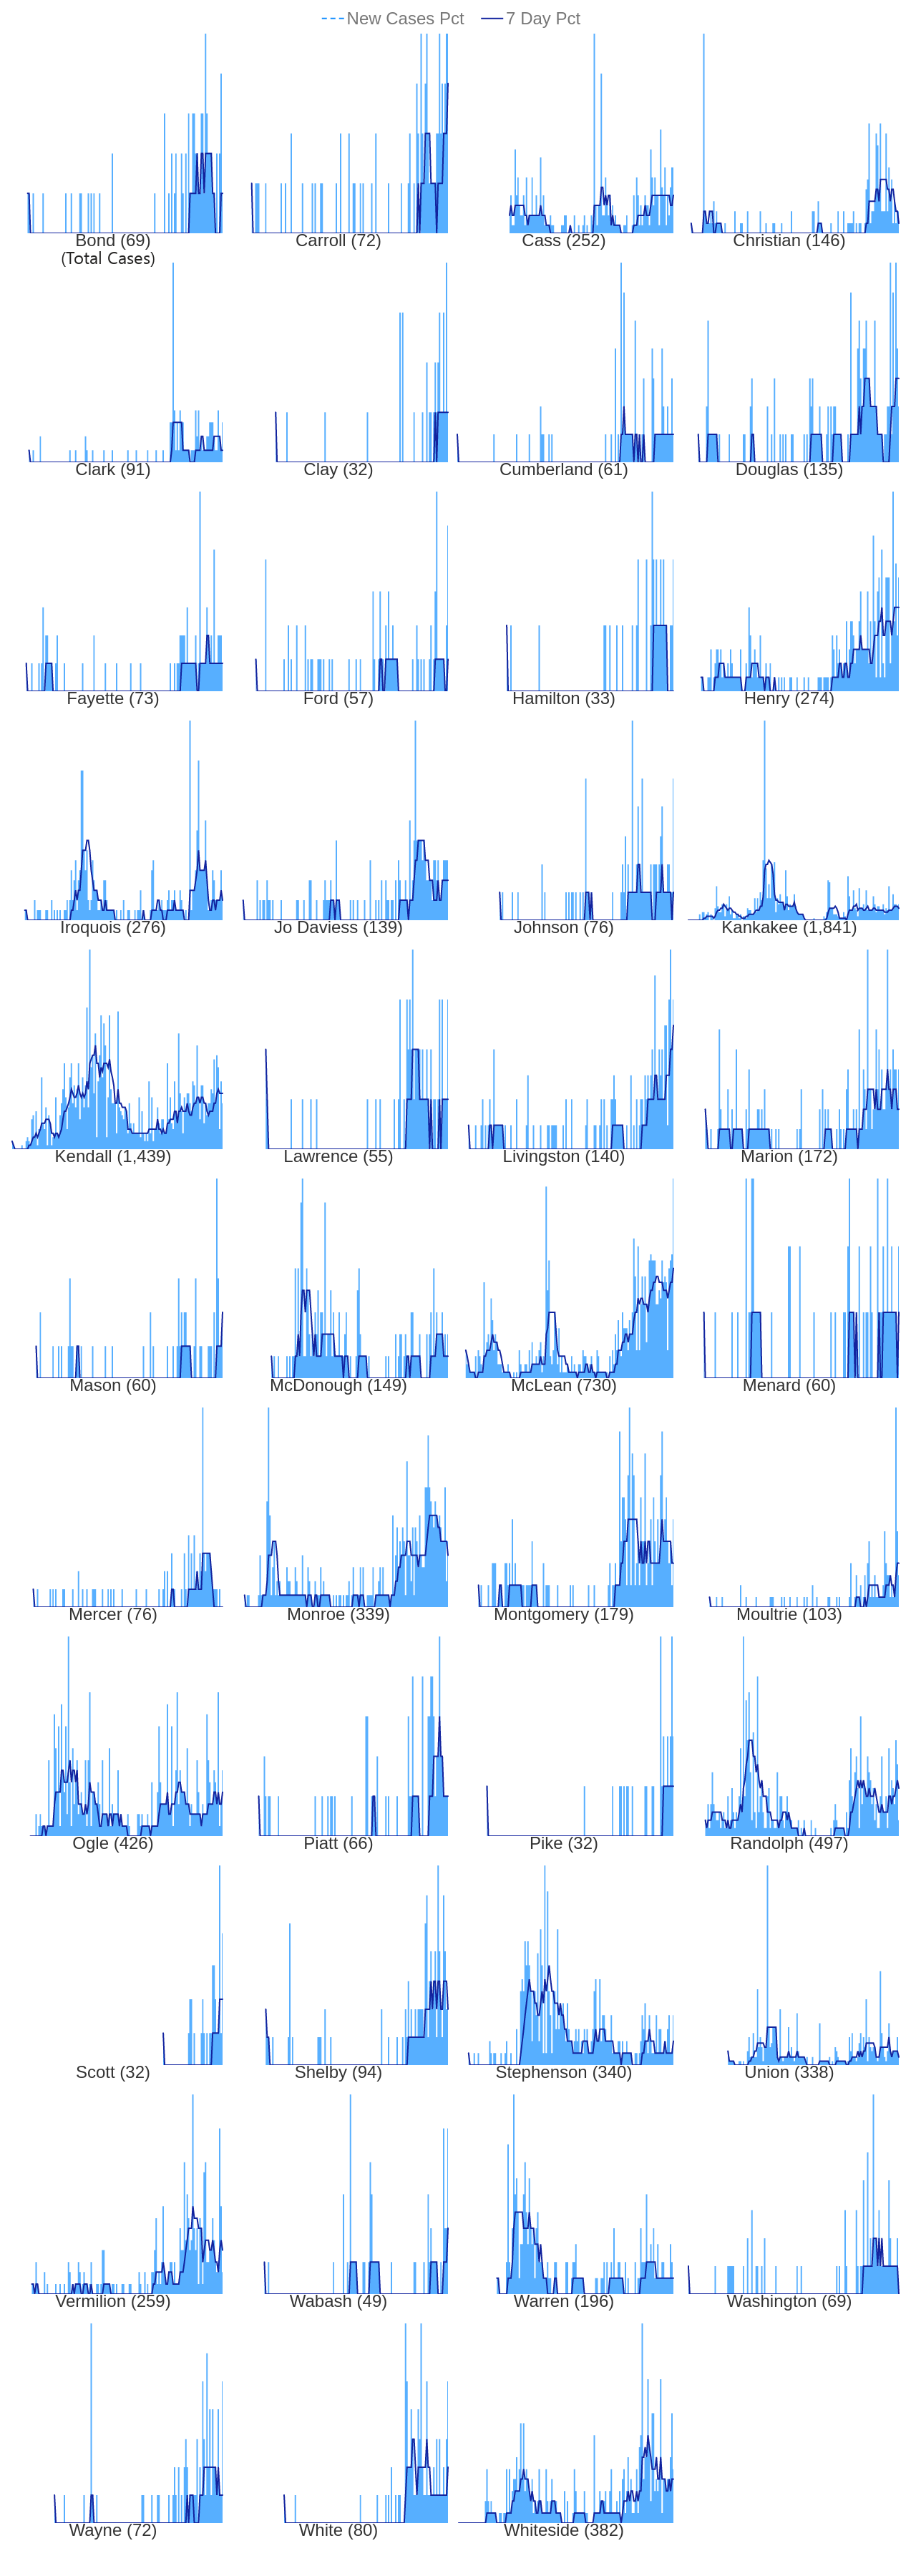 New Cases Pct 7 Day Pct
Bond (69) Carroll (72) Cass (252) Christian (146)
(Total Cases)
Clark (91) Clay (32) Cumberland (61) Douglas (135)
Fayette (73) Ford (57) Hamilton (33) Henry (274)
Iroquois (276) Jo Daviess (139) Johnson (76) Kankakee (1,841)
Kendall (1,439) Lawrence (55) Livingston (140) Marion (172)
Mason (60) McDonough (149) McLean (730) Menard (60)
Mercer (76) Monroe (339) Montgomery (179) Moultrie (103)
Ogle (426) Piatt (66) Pike (32) Randolph (497)
Scott (32) Shelby (94) Stephenson (340) Union (338)
Vermilion (259) Wabash (49) Warren (196) Washington (69)
Wayne (72) White (80) Whiteside (382)